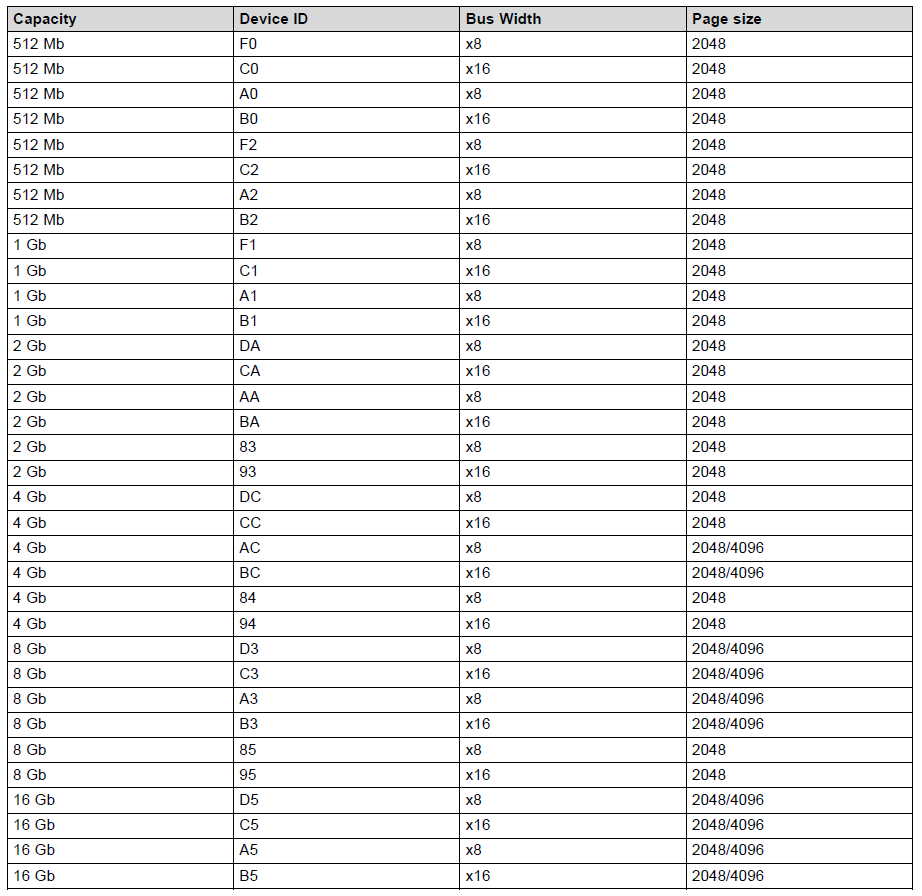 Capacity Device ID Bus Width Page size
512 Mb F0 x8 2048
512 Mb C0 x16 2048
512 Mb A0 x8 2048
512 Mb B0 x16 2048
512 Mb F2 x8 2048
512 Mb C2 x16 2048
512 Mb A2 x8 2048
512 Mb B2 x16 2048
1 Gb F1 x8 2048
1 Gb C1 x16 2048
1 Gb A1 x8 2048
1 Gb B1 x16 2048
2 Gb DA x8 2048
2 Gb CA x16 2048
2 Gb AA x8 2048
2 Gb BA x16 2048
2 Gb 83 x8 2048
2 Gb 93 x16 2048
4 Gb DC x8 2048
4 Gb CC x16 2048
4 Gb AC x8 2048/4096
4 Gb BC x16 2048/4096
4 Gb 84 x8 2048
4 Gb 94 x16 2048
8 Gb D3 x8 2048/4096
8 Gb C3 x16 2048/4096
8 Gb A3 x8 2048/4096
8 Gb B3 x16 2048/4096
8 Gb 85 x8 2048
8 Gb 95 x16 2048
16 Gb D5 x8 2048/4096
16 Gb C5 x16 2048/4096
16 Gb A5 x8 2048/4096
16 Gb B5 x16 2048/4096